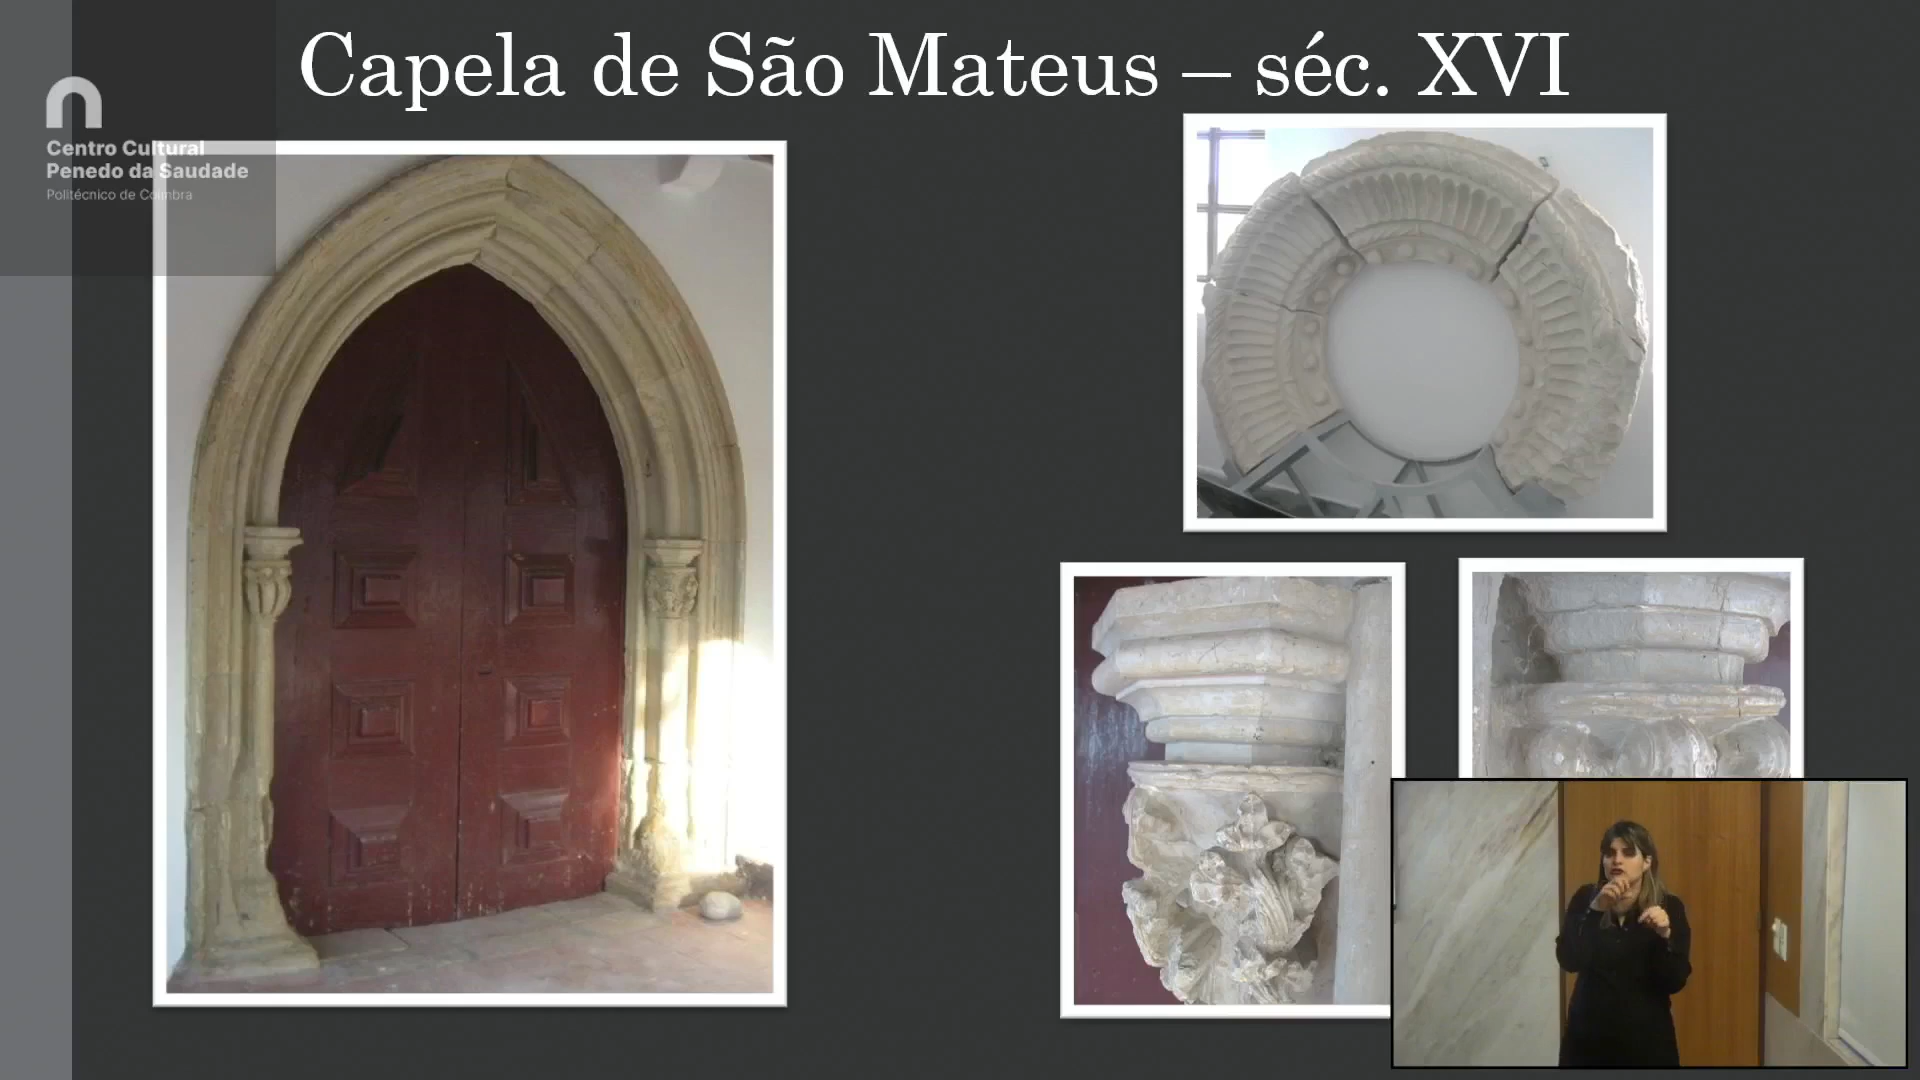 Capela de São Mateus – séc. XVI
Centro Cultural
Penedo da Saudade
Politécnico de Coimbra